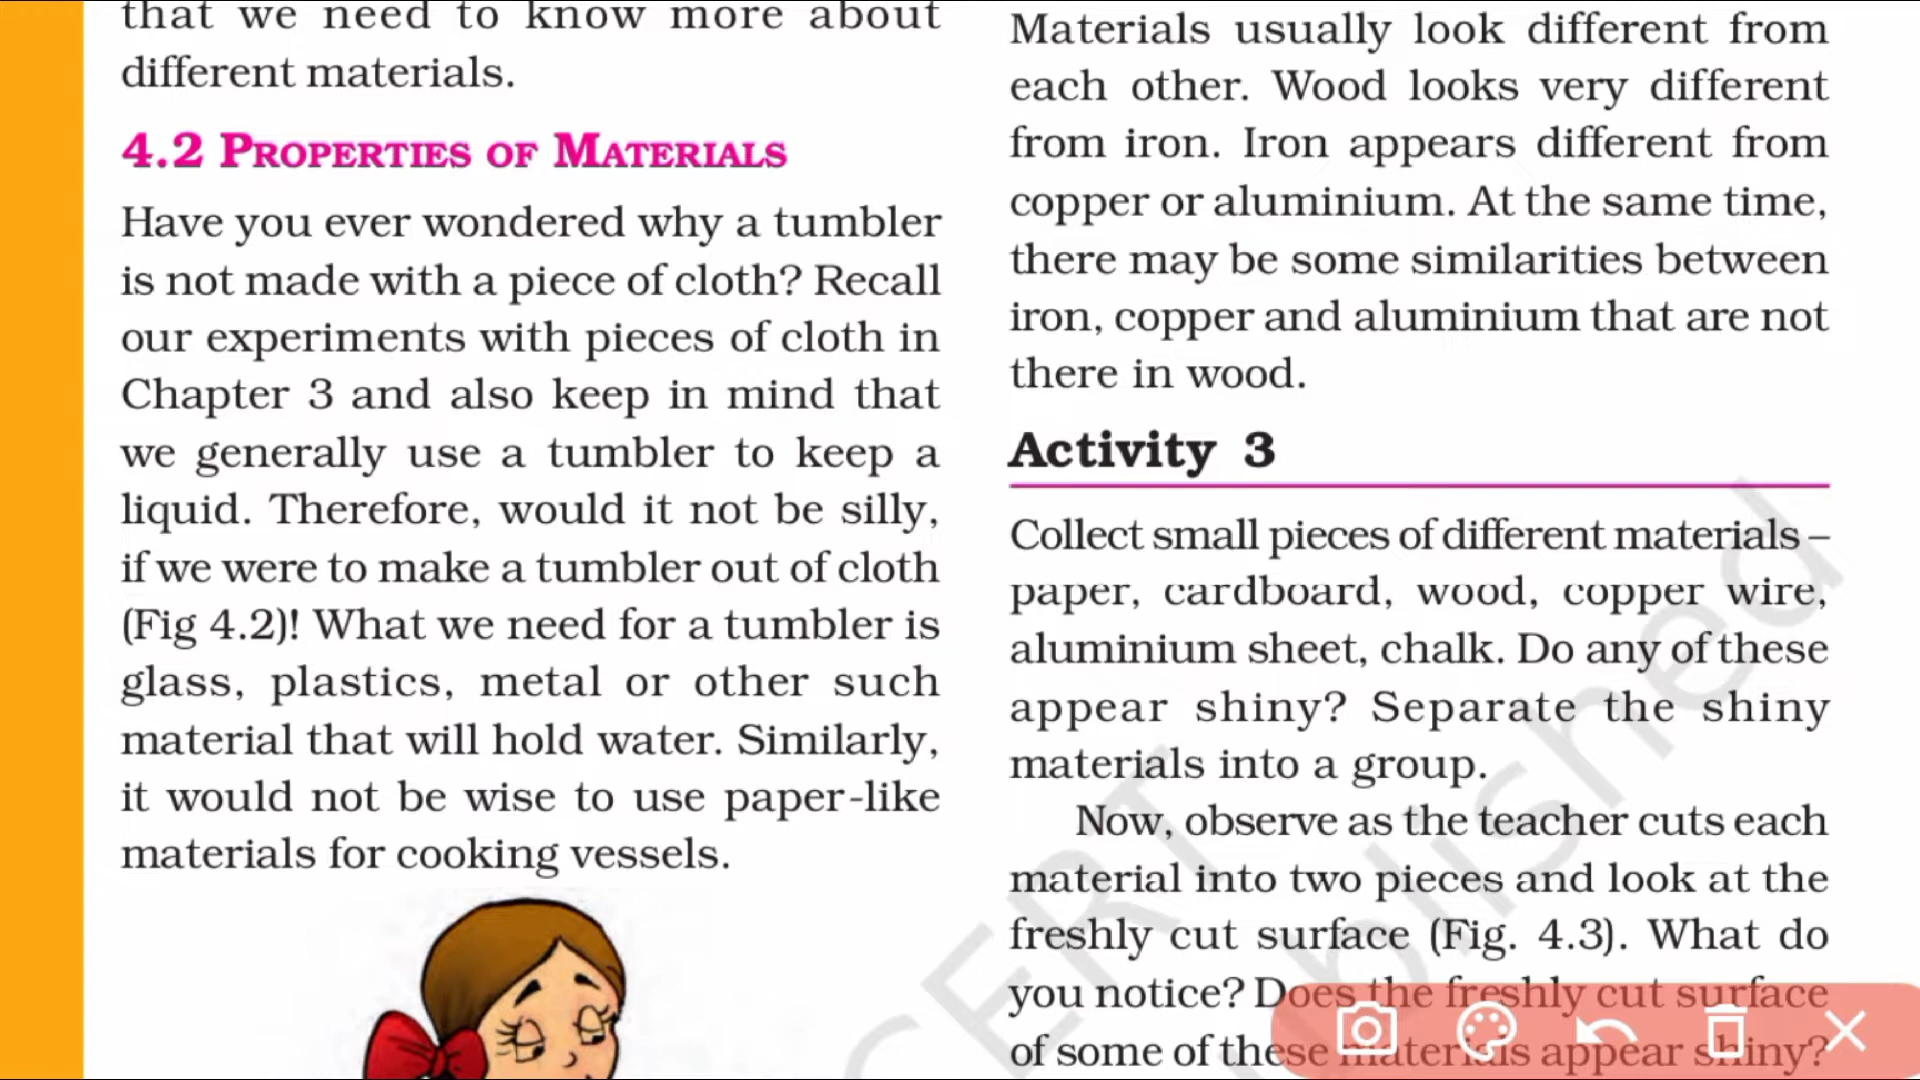 that we need to know more about
different materials.
4.2 PROPERTIES OF MATERIALS
Have you ever wondered why a tumbler
is not made with a piece of cloth? Recall
our experiments with pieces of cloth in
Chapter 3 and also keep in mind that
we generally use a tumbler to keep a
liquid. Therefore, would it not be silly,
if we were to make a tumbler out of cloth
(Fig 4.2)! What we need for a tumbler is
glass, plastics, metal or other such
material that will hold water. Similarly,
it would not be wise to use paper-like
materials for cooking vessels.
Materials usually look different from
each other. Wood looks very different
from iron. Iron appears different from
copper or aluminium. At the same time,
there may be some similarities between
iron, copper and aluminium that are not
there in wood.
Activity 3
Collect small pieces of different materials –
paper, cardboard, wood, copper wire,
aluminium sheet, chalk. Do any of these
appear shiny? Separate the shiny
materials into a group.
Now, observe as the teacher cuts each
material into two pieces and look at the
freshly cut surface (Fig. 4.3). What do
you notice? Does the freshly cut surface
of some of these materials appear shiny?